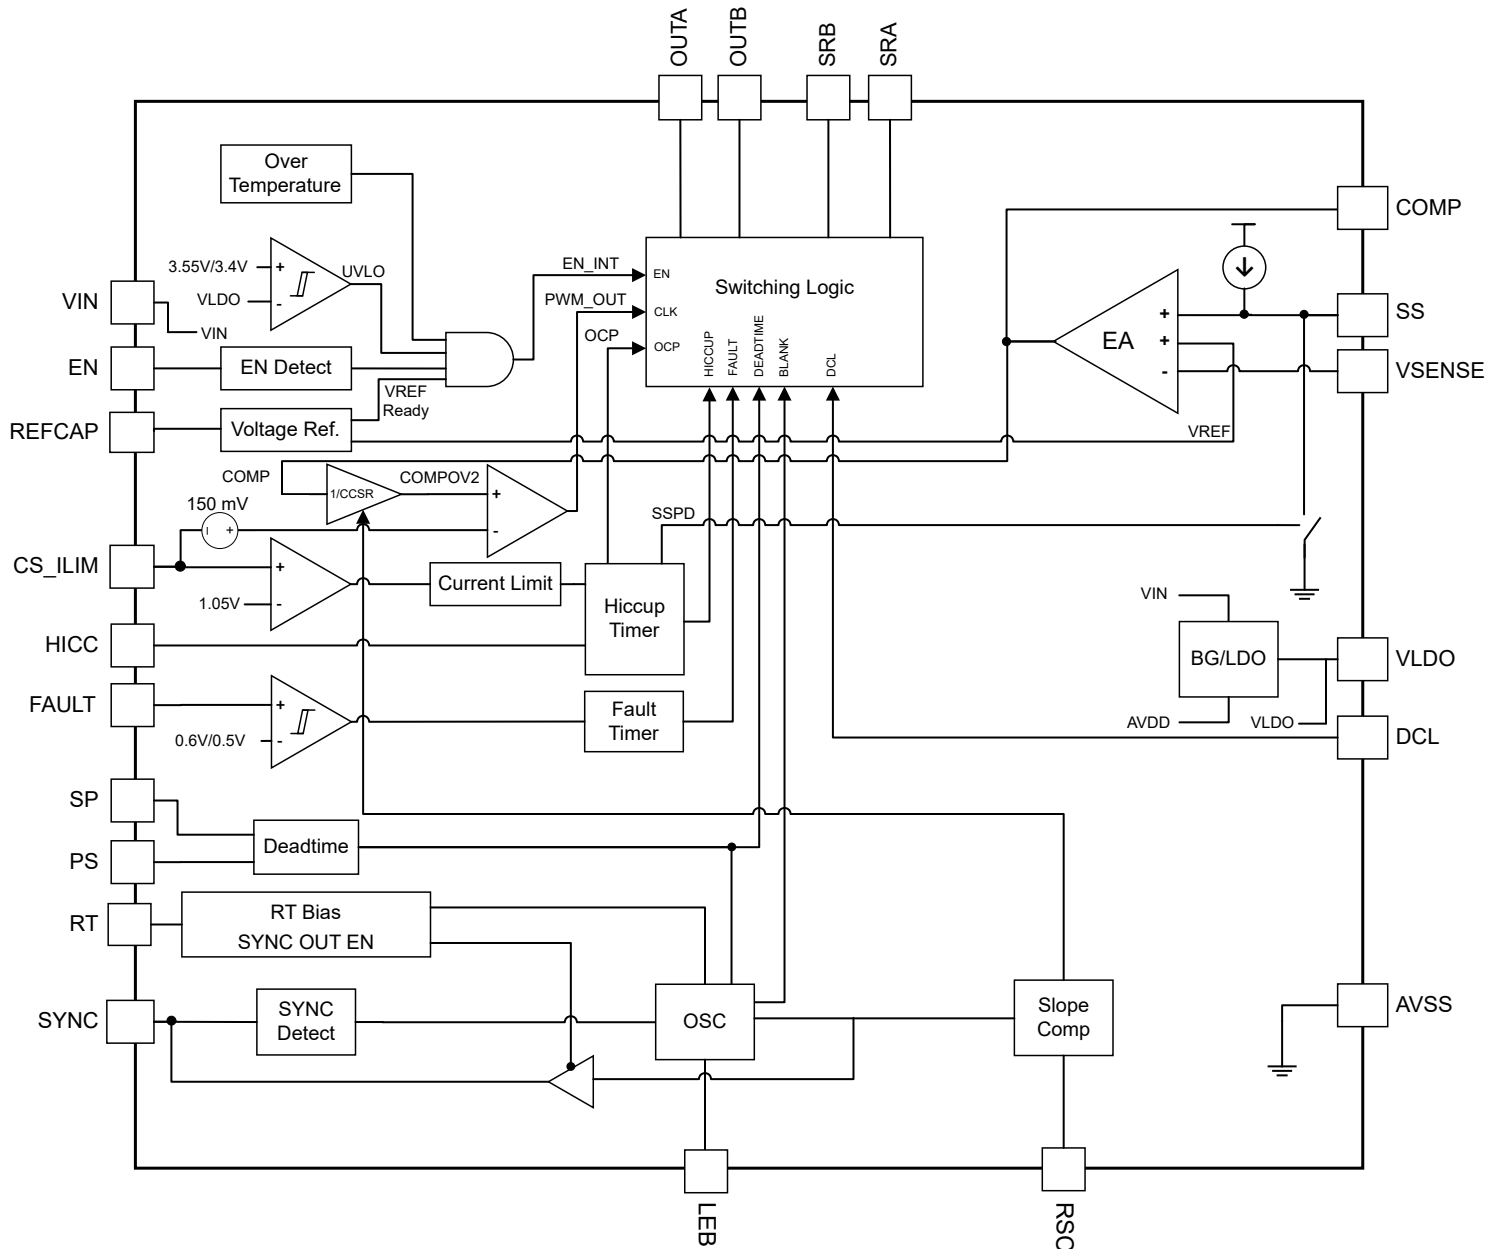 OUTA
OUTB
SRB
SRA
Over
Temperature
COMP
3.55V/3.4V
+
UVLO
EN_INT
EN
Switching Logic
VIN
VLDO
-
PWM_OUT
CLK
+
SS
VIN
OCP
OCP
HICCUP
FAULT
DEADTIME
BLANK
DCL
EA
+
EN
EN Detect
-
VSENSE
VREF
Ready
REFCAP
Voltage Ref.
VREF
COMP
1/CCSR
COMPOV2
+
150 mV
+
-
SSPD
CS_ILIM
+
Current Limit
1.05V
-
Hiccup
Timer
VIN
HICC
BG/LDO
VLDO
FAULT
+
Fault
Timer
AVDD
VLDO
0.6V/0.5V
-
DCL
SP
Deadtime
PS
RT
RT Bias
SYNC OUT EN
SYNC
SYNC
Detect
OSC
Slope
Comp
AVSS
LEB
RSC